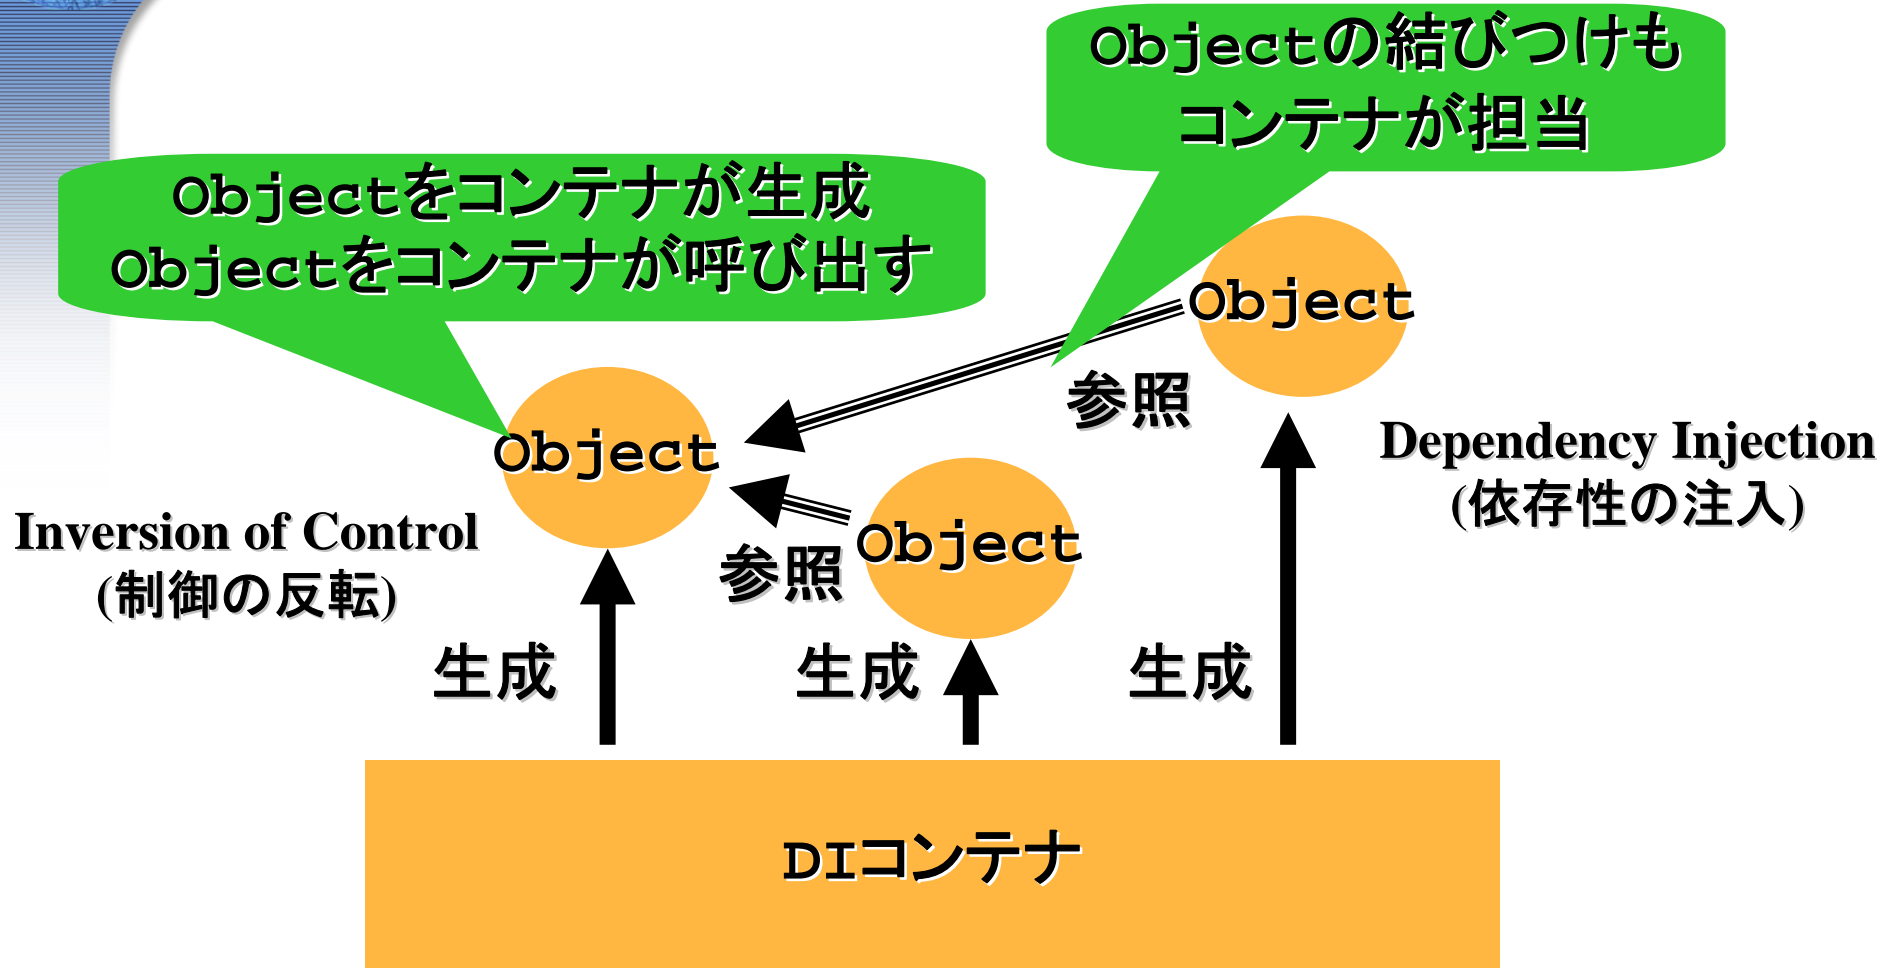 Objectの結びつけも
コンテナが担当
Objectをコンテナが生成
Objectをコンテナが呼び出す
Object
参照
Object
Dependency Injection
(依存性の注入)
Inversion of Control
(制御の反転)
参照
Object
生成
生成
生成
DIコンテナ